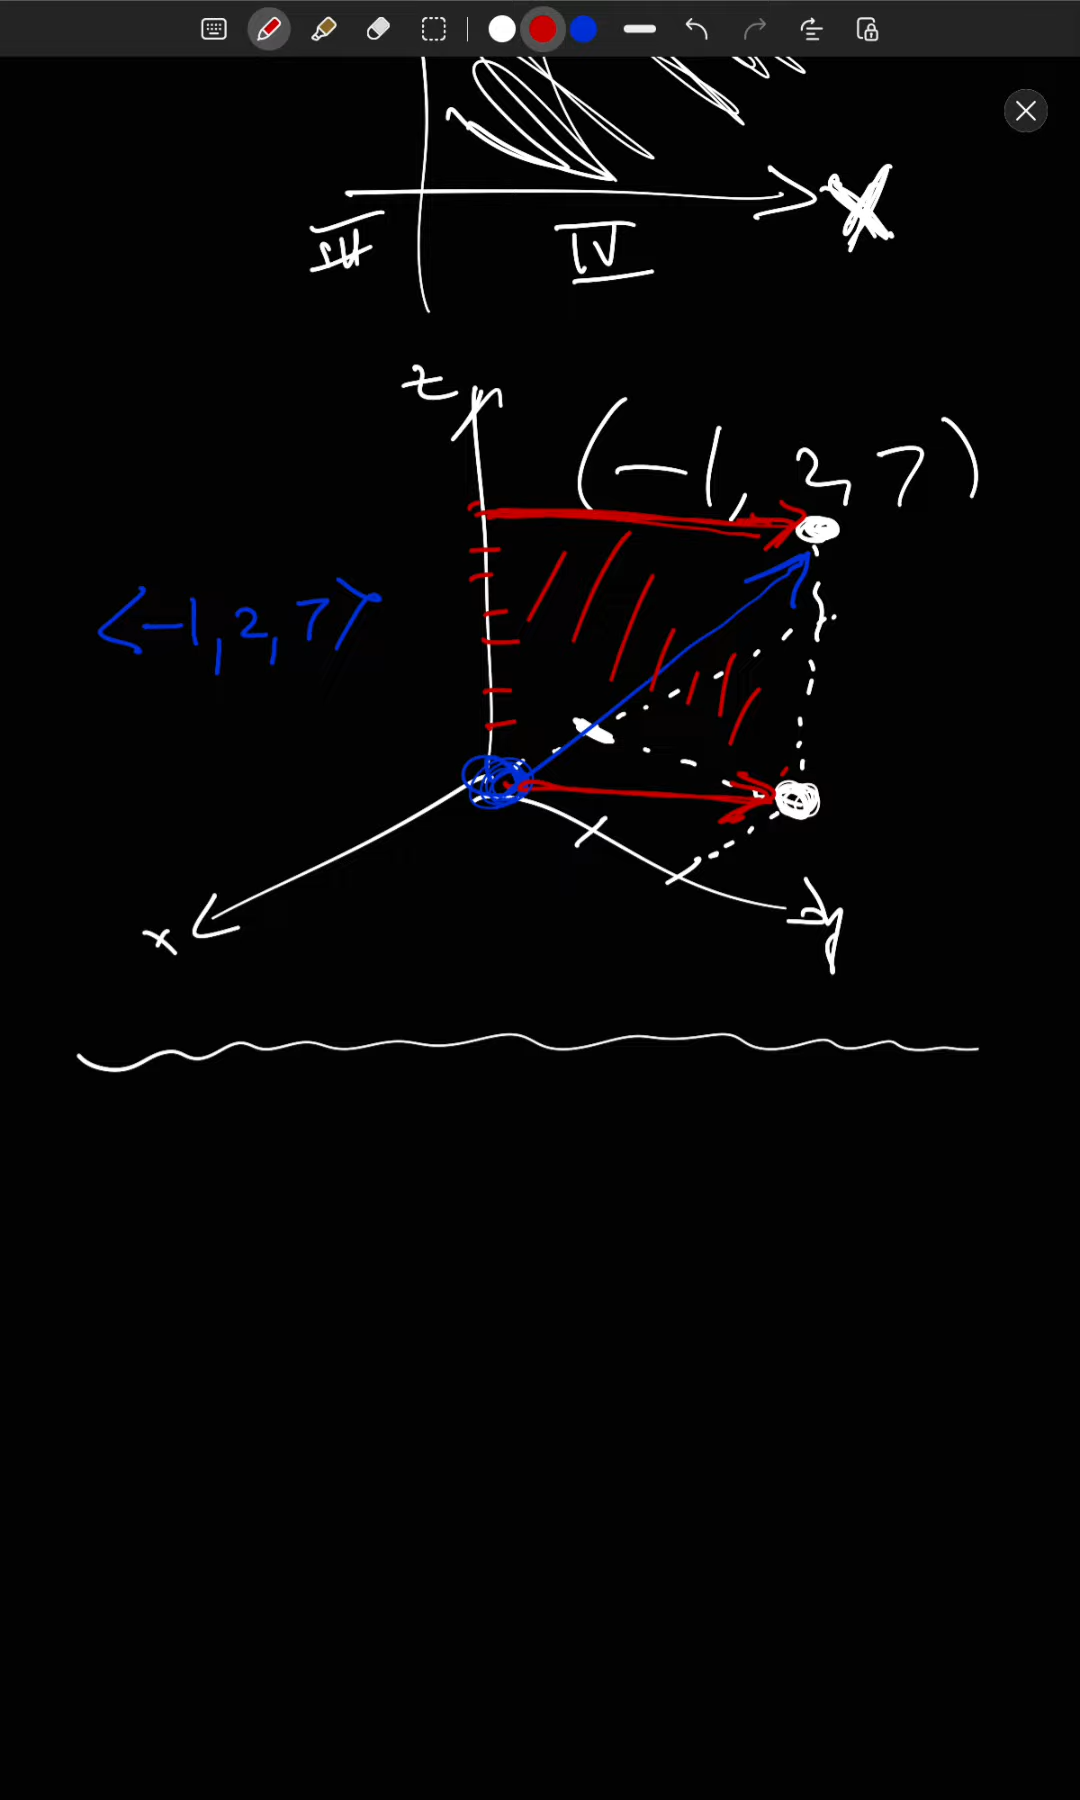 X
III
IV
z
(-1, 2, 7)
<-1, 2, 7>
x
y